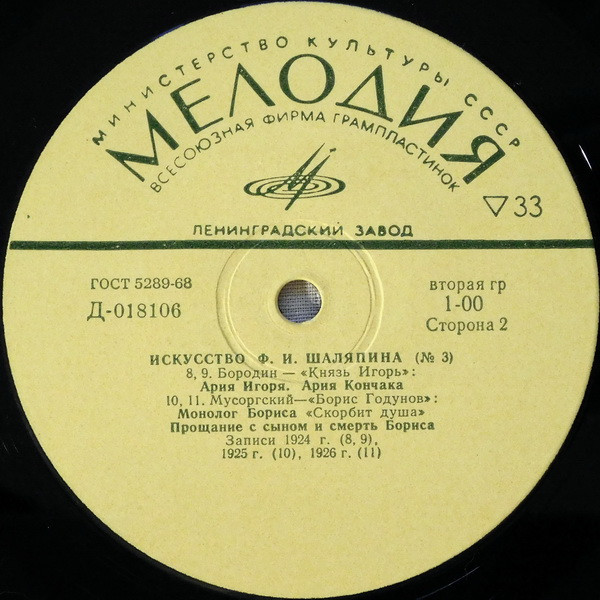 МИНИСТЕРСТВО КУЛЬТУРЫ СССР
МЕЛОДИЯ
ВСЕСОЮЗНАЯ ФИРМА ГРАМПЛАСТИНОК
33
ЛЕНИНГРАДСКИЙ ЗАВОД
ГОСТ 5289-68
Д-018106
вторая гр
1-00
Сторона 2
ИСКУССТВО Ф. И. ШАЛЯПИНА (№ 3)
8, 9. Бородин — «Князь Игорь»:
Ария Игоря. Ария Кончака
10, 11. Мусоргский—«Борис Годунов»:
Монолог Бориса «Скорбит душа»
Прощание с сыном и смерть Бориса
Записи 1924 г. (8, 9),
1925 г. (10), 1926 г. (11)